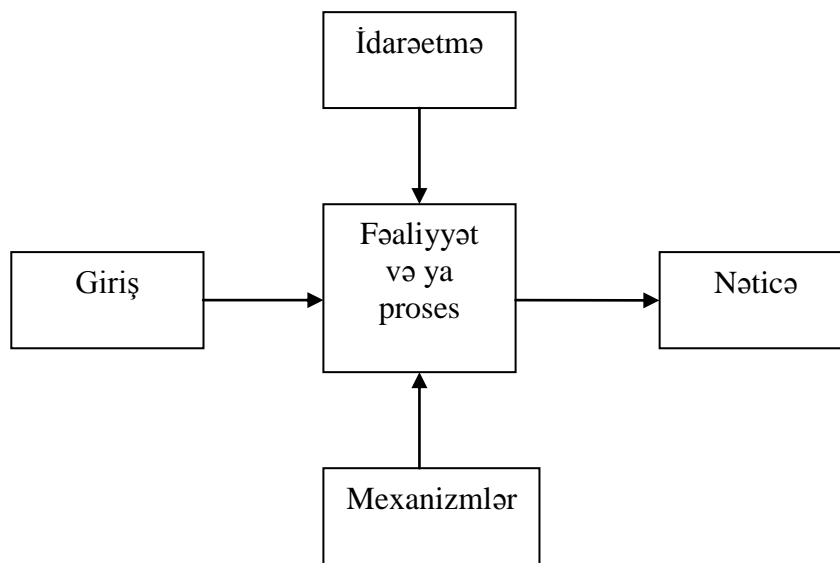 İdarəetmə
Fəaliyyət
və ya
proses
Giriş
Nəticə
Mexanizmlər